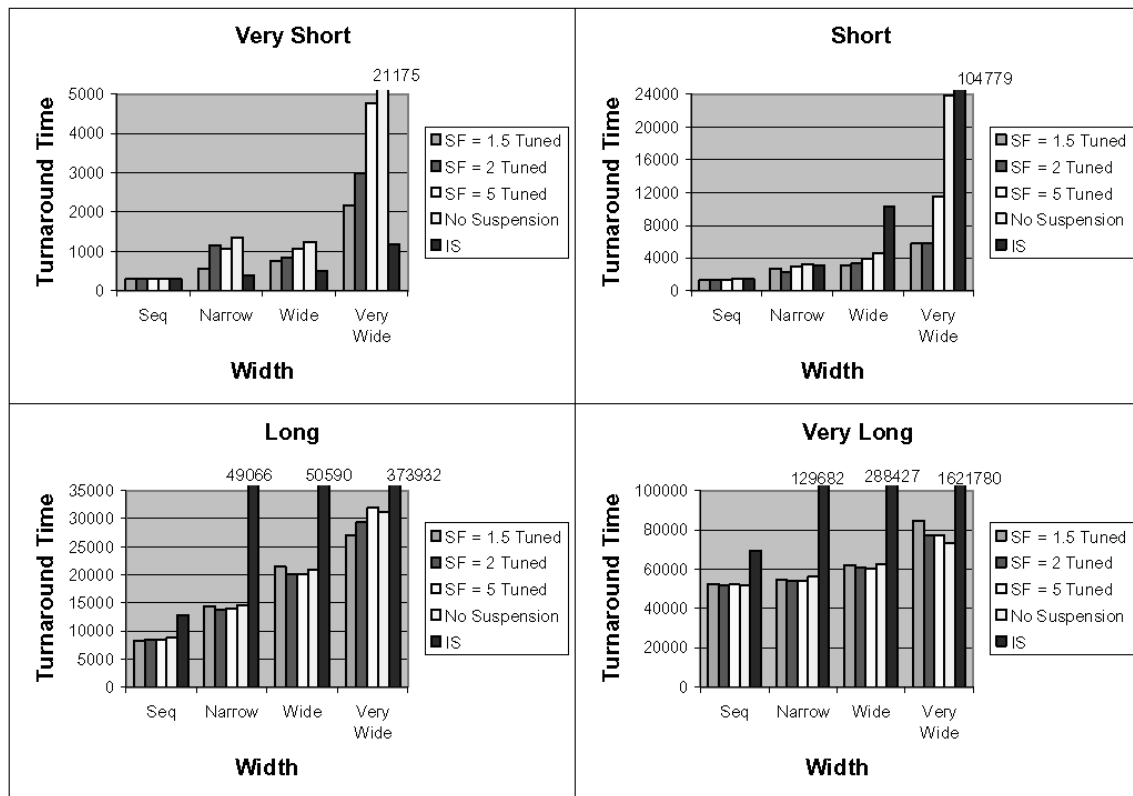 Very Short
21175
Turnaround Time
5000
4000
3000
2000
1000
0
Seq
Narrow
Wide
Very
Wide
Width
SF = 1.5 Tuned
SF = 2 Tuned
SF = 5 Tuned
No Suspension
IS
Short
104779
Turnaround Time
24000
20000
16000
12000
8000
4000
0
Seq
Narrow
Wide
Very
Wide
Width
SF = 1.5 Tuned
SF = 2 Tuned
SF = 5 Tuned
No Suspension
IS
Long
49066
50590
373932
Turnaround Time
35000
30000
25000
20000
15000
10000
5000
0
Seq
Narrow
Wide
Very
Wide
Width
SF = 1.5 Tuned
SF = 2 Tuned
SF = 5 Tuned
No Suspension
IS
Very Long
129682
288427
1621780
Turnaround Time
100000
80000
60000
40000
20000
0
Seq
Narrow
Wide
Very
Wide
Width
SF = 1.5 Tuned
SF = 2 Tuned
SF = 5 Tuned
No Suspension
IS